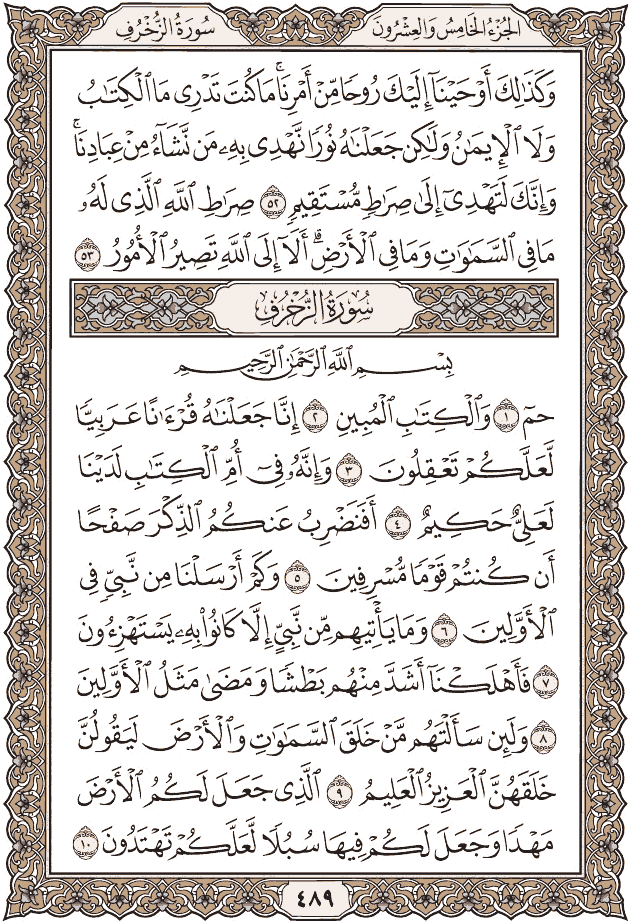 الجزء الخامس والعشرون
سورة الزخرف
وَكَذَٰلِكَ أَوْحَيْنَآ إِلَيْكَ رُوحًا مِّنْ أَمْرِنَاۚ مَا كُنتَ تَدْرِى مَا ٱلْكِتَٰبُ
وَلَا ٱلْإِيمَٰنُ وَلَٰكِن جَعَلْنَٰهُ نُورًا نَّهْدِى بِهِۦ مَن نَّشَآءُ مِنْ عِبَادِنَاۚ
وَإِنَّكَ لَتَهْدِىٓ إِلَىٰ صِرَٰطٍ مُّسْتَقِيمٍ ٥٢ صِرَٰطِ ٱللَّهِ ٱلَّذِى لَهُۥ
مَا فِى ٱلسَّمَٰوَٰتِ وَمَا فِى ٱلْأَرْضِۗ أَلَآ إِلَى ٱللَّهِ تَصِيرُ ٱلْأُمُورُ ٥٣
سُورَةُ الزُّخْرُفِ
بِسْمِ ٱللَّهِ ٱلرَّحْمَٰنِ ٱلرَّحِيمِ
حمٓ ١ وَٱلْكِتَٰبِ ٱلْمُبِينِ ٢ إِنَّا جَعَلْنَٰهُ قُرْءَٰنًا عَرَبِيًّا
لَّعَلَّكُمْ تَعْقِلُونَ ٣ وَإِنَّهُۥ فِىٓ أُمِّ ٱلْكِتَٰبِ لَدَيْنَا
لَعَلِىٌّ حَكِيمٌ ٤ أَفَنَضْرِبُ عَنكُمُ ٱلذِّكْرَ صَفْحًا
أَن كُنتُمْ قَوْمًا مُّسْرِفِينَ ٥ وَكَمْ أَرْسَلْنَا مِن نَّبِىٍّ فِى
ٱلْأَوَّلِينَ ٦ وَمَا يَأْتِيهِم مِّن نَّبِىٍّ إِلَّا كَانُوا۟ بِهِۦ يَسْتَهْزِءُونَ
٧ فَأَهْلَكْنَآ أَشَدَّ مِنْهُم بَطْشًا وَمَضَىٰ مَثَلُ ٱلْأَوَّلِينَ
٨ وَلَئِن سَأَلْتَهُم مَّنْ خَلَقَ ٱلسَّمَٰوَٰتِ وَٱلْأَرْضَ لَيَقُولُنَّ
خَلَقَهُنَّ ٱلْعَزِيزُ ٱلْعَلِيمُ ٩ ٱلَّذِى جَعَلَ لَكُمُ ٱلْأَرْضَ
مَهْدًا وَجَعَلَ لَكُمْ فِيهَا سُبُلًا لَّعَلَّكُمْ تَهْتَدُونَ ١٠
٤٨٩